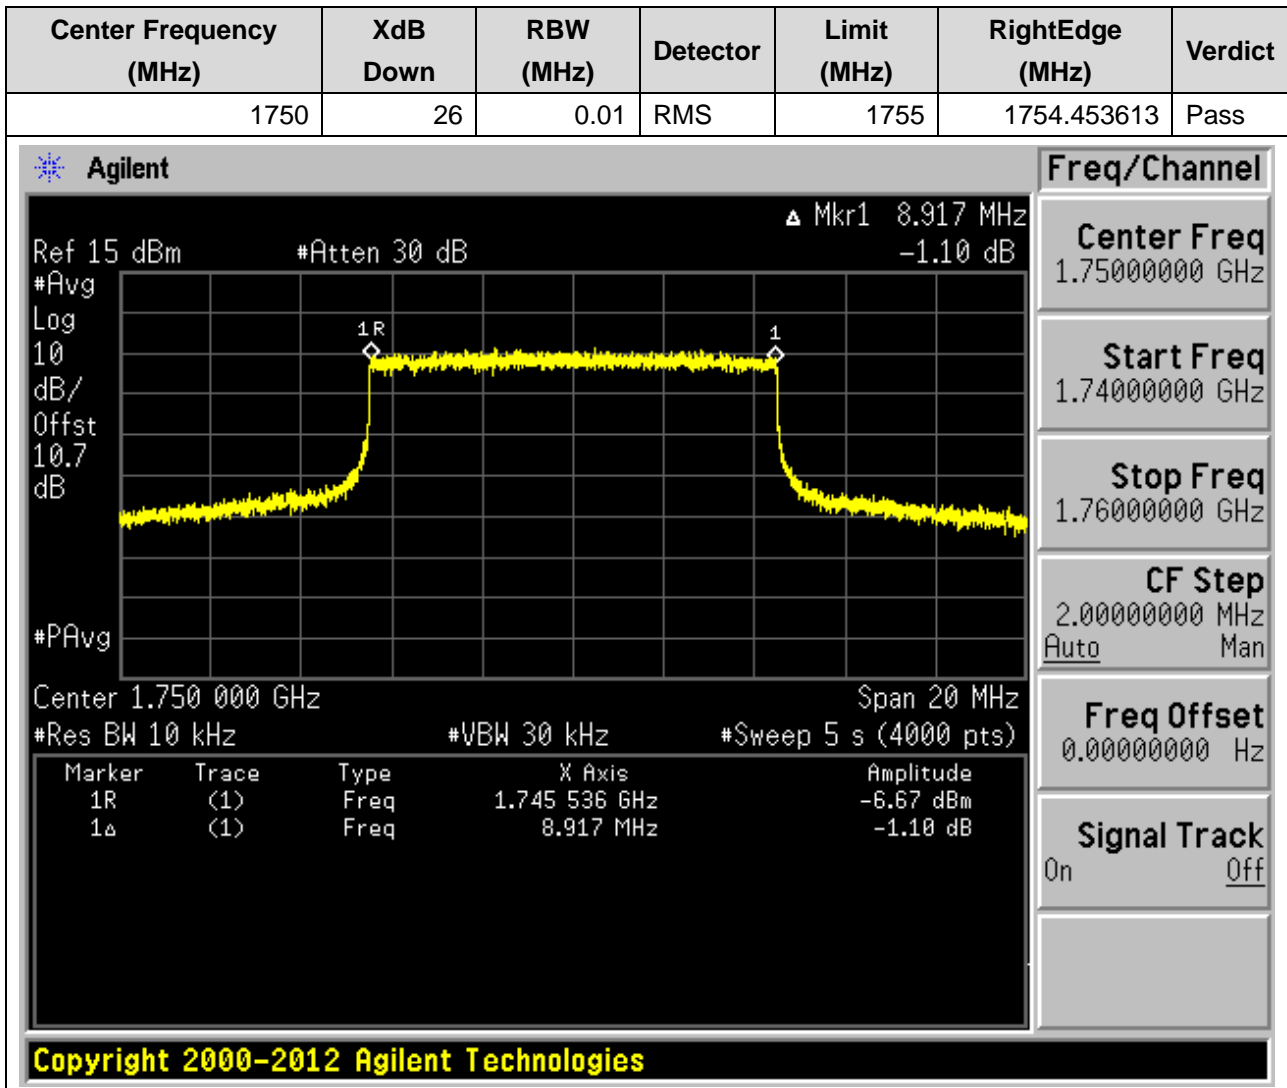 Center Frequency (MHz) XdB Down RBW (MHz) Detector Limit (MHz) RightEdge (MHz) Verdict
1750 26 0.01 RMS 1755 1754.453613 Pass
Agilent
Freq/Channel
Δ Mkr1 8.917 MHz
Ref 15 dBm #Atten 30 dB -1.10 dB
#Avg
Log
10
dB/
Offst
10.7
dB
#PAvg
1R
1
Center 1.750 000 GHz Span 20 MHz
#Res BW 10 kHz #VBW 30 kHz #Sweep 5 s (4000 pts)
Marker Trace Type X Axis Amplitude
1R (1) Freq 1.745 536 GHz -6.67 dBm
1Δ (1) Freq 8.917 MHz -1.10 dB
Center Freq
1.75000000 GHz
Start Freq
1.74000000 GHz
Stop Freq
1.76000000 GHz
CF Step
2.00000000 MHz
Auto Man
Freq Offset
0.00000000 Hz
Signal Track
On Off
Copyright 2000-2012 Agilent Technologies